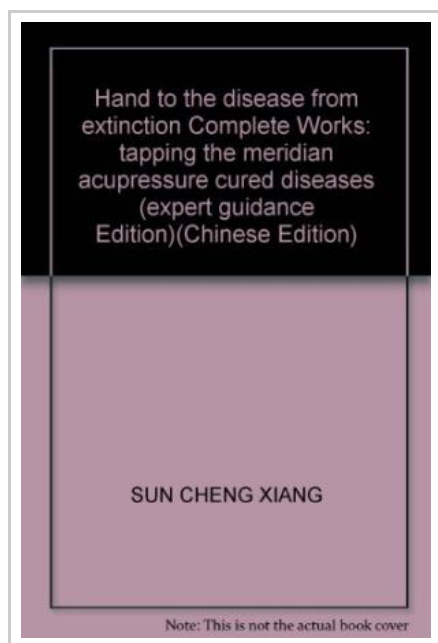 Hand to the disease from
extinction Complete Works:
tapping the meridian
acupressure cured diseases
(expert guidance
Edition)(Chinese Edition)
SUN CHENG XIANG
Note: This is not the actual book cover